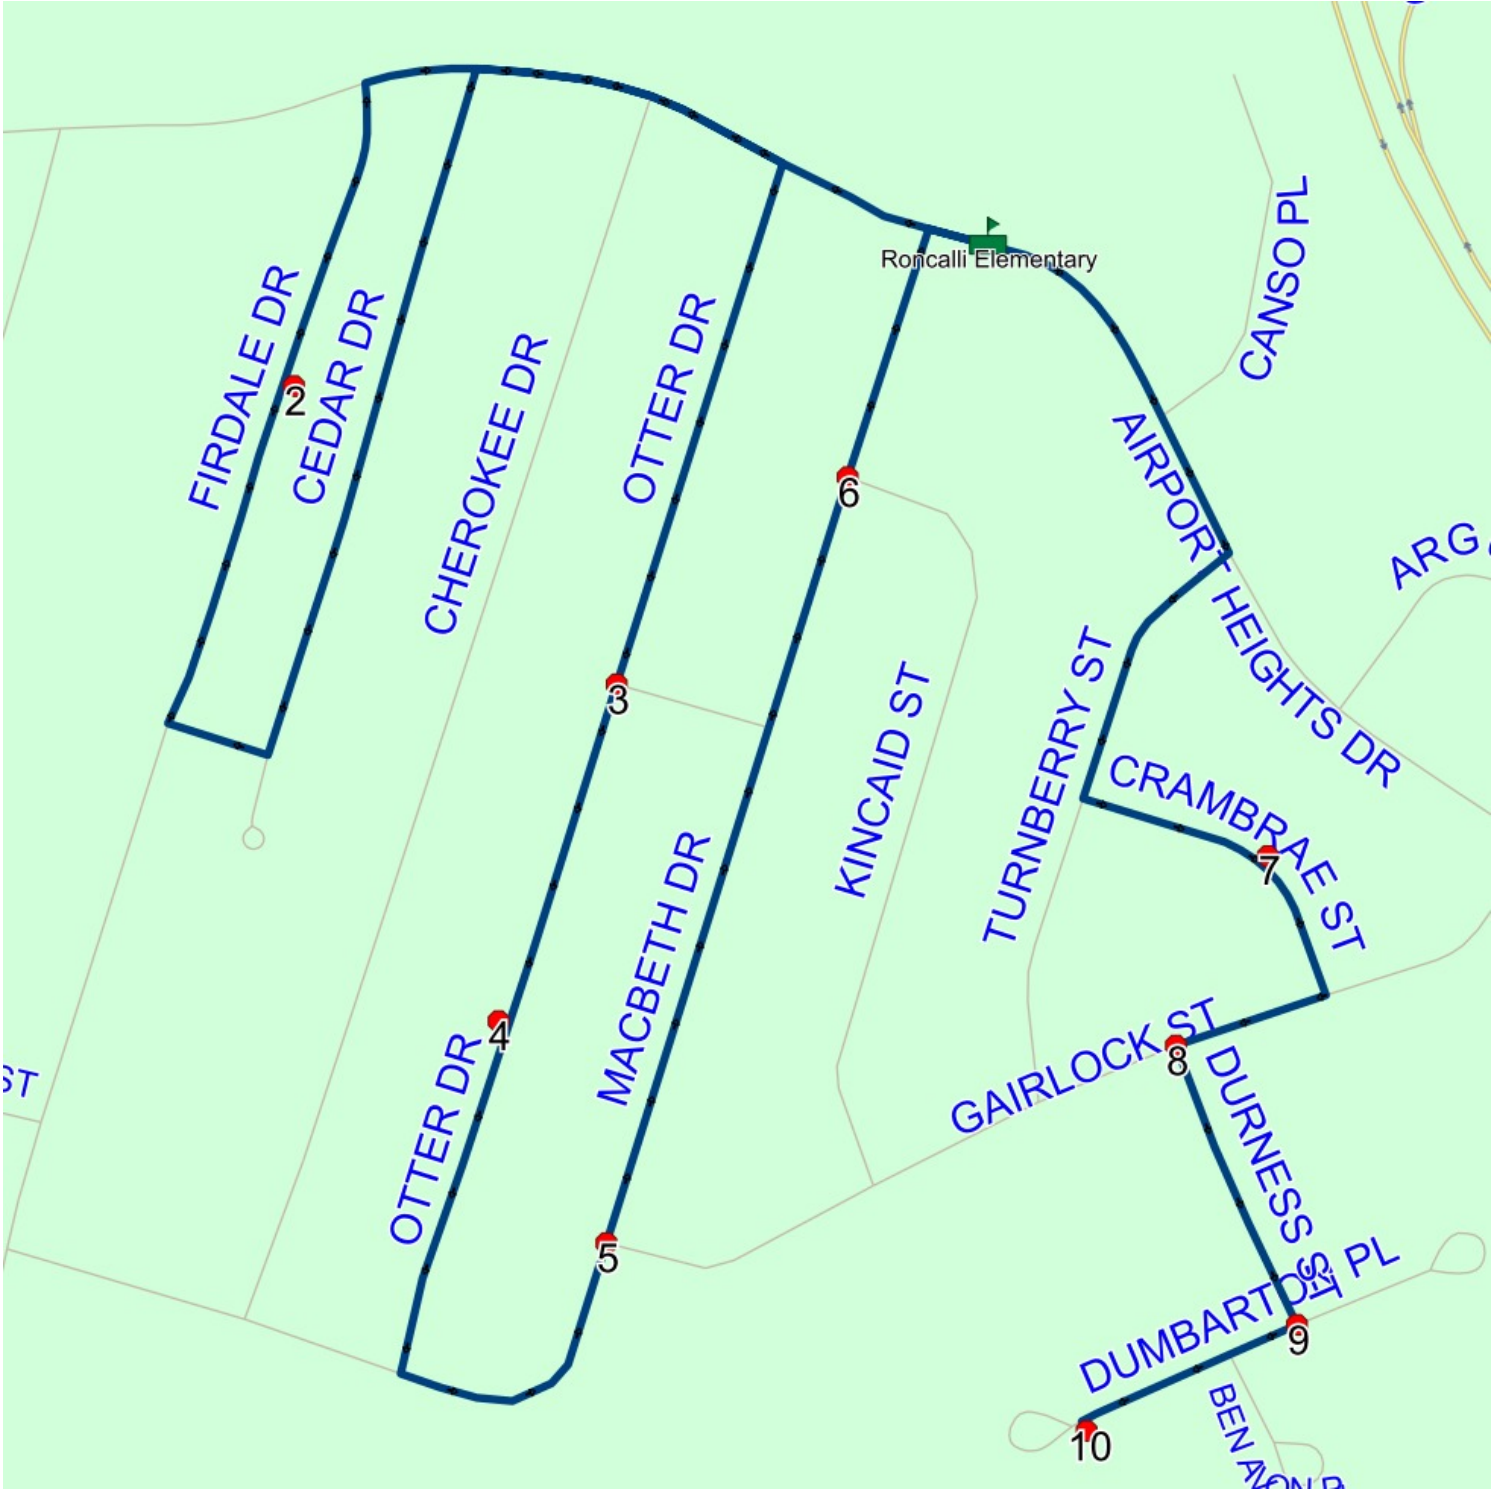 Roncalli Elementary
CANSO PL
FIRDALE DR
CEDAR DR
2
CHEROKEE DR
OTTER DR
6
AIRPORT HEIGHTS DR
3
KINCAID ST
TURNBERRY ST
CRAMBRAE ST
7
MACBETH DR
4
OTTER DR
GAIRLOCK ST
8
DURNESS ST
5
PL
9
10
ST
ARG